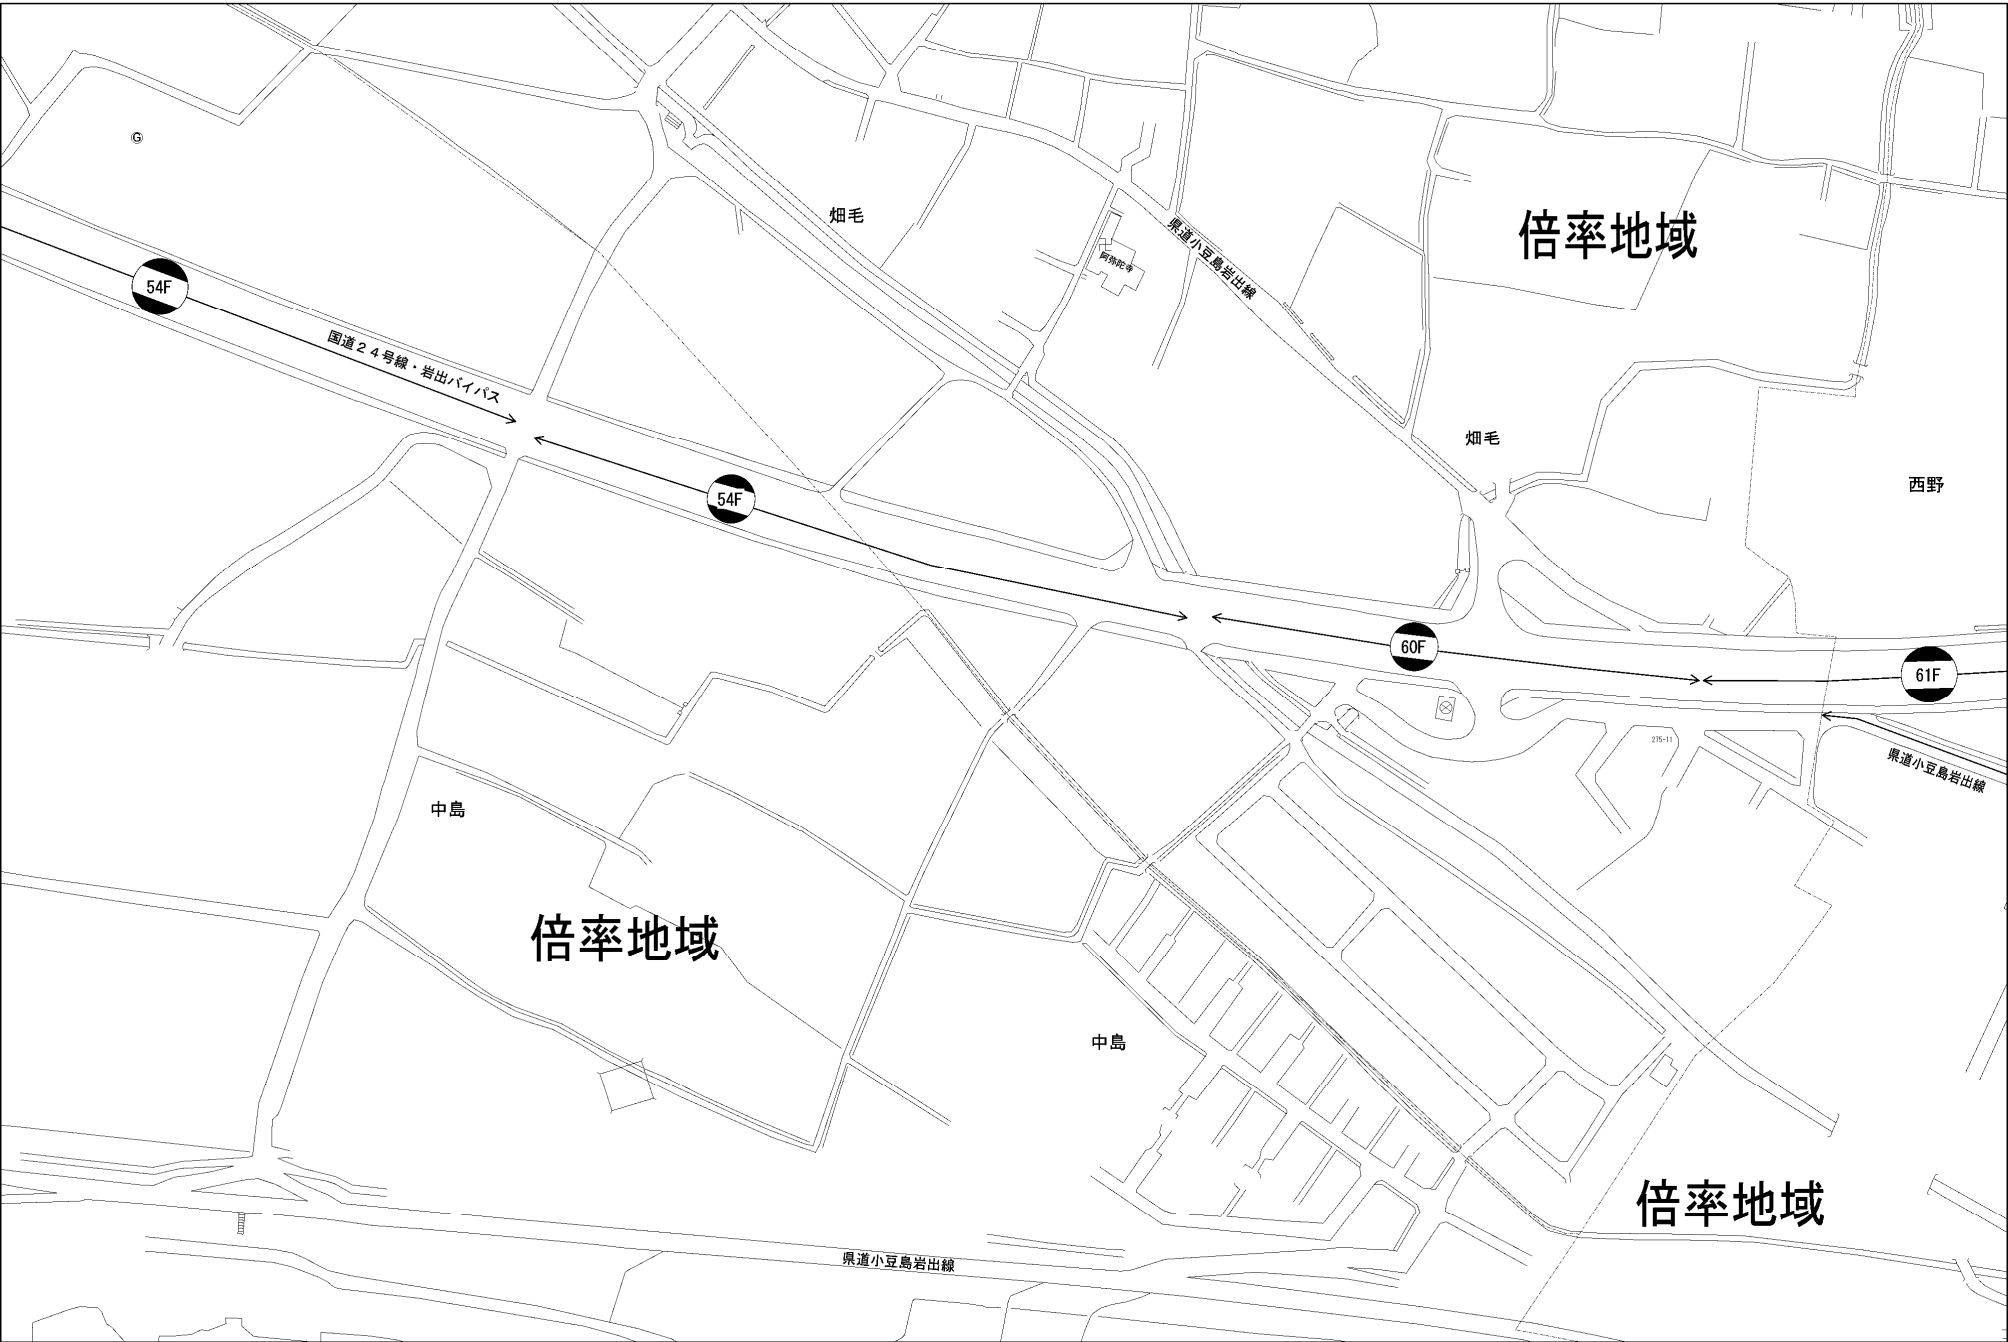 G
畑毛
県道小豆島岩出線
倍率地域
阿弥陀寺
54F
国道24号線・岩出バイパス
畑毛
西野
54F
60F
61F
275-11
県道小豆島岩出線
中島
倍率地域
中島
倍率地域
県道小豆島岩出線